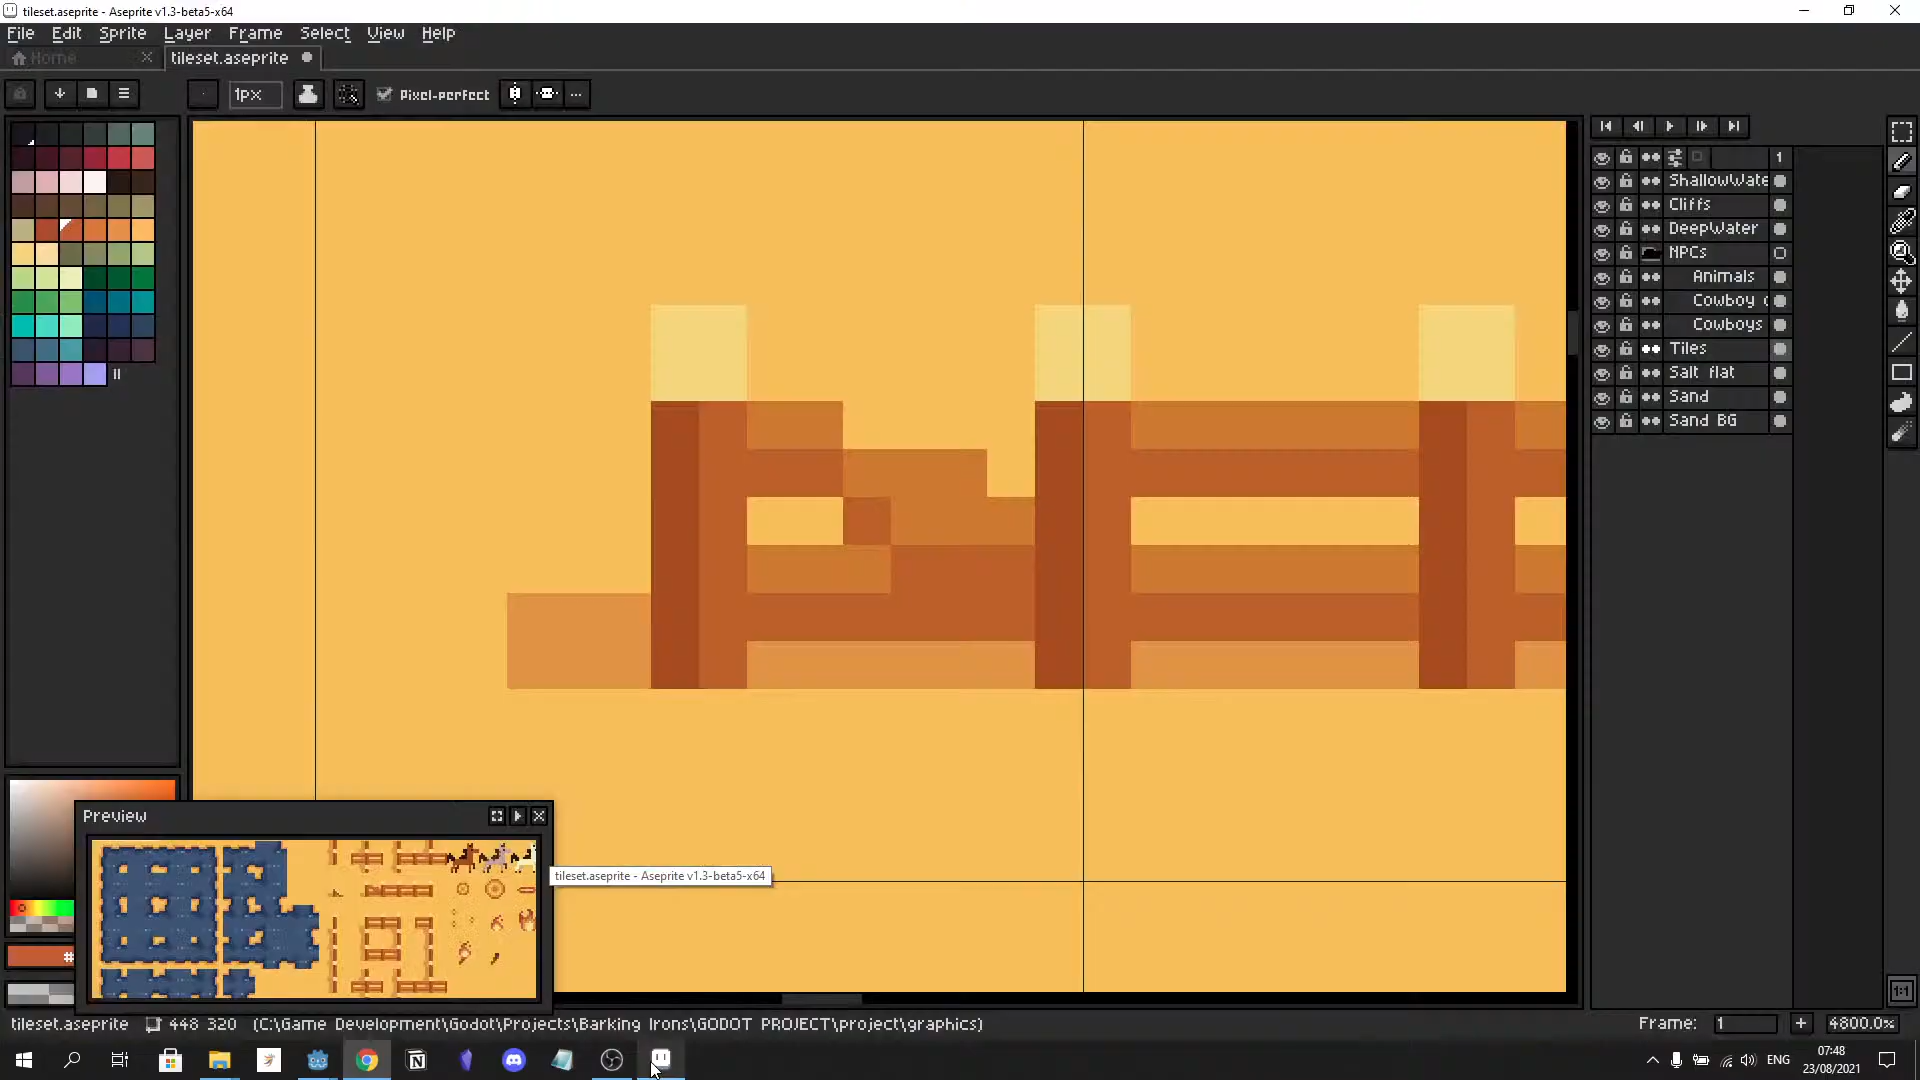 tileset.aseprite - Aseprite v1.3-beta5-x64
File Edit Sprite Layer Frame Select View Help
Home
tileset.aseprite
1px
Pixel-perfect
1
ShallowWate
Cliffs
DeepWater
NPCs
Animals
Cowboy c
Cowboys
Tiles
Salt flat
Sand
Sand BG
Preview
tileset.aseprite - Aseprite v1.3-beta5-x64
#
1:1
tileset.aseprite 448 320 (C:\Game Development\Godot\Projects\Barking Irons\GODOT PROJECT\project\graphics)
Frame: 1 + 4800.0%
ENG
07:48
23/08/2021